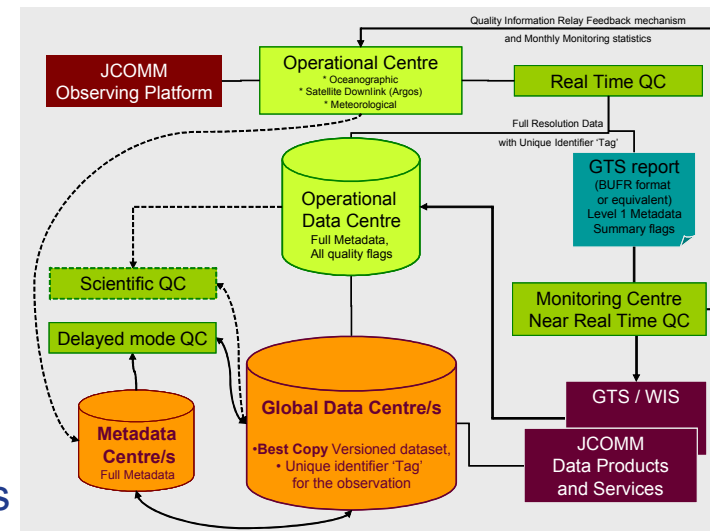 Quality Information Relay Feedback mechanism
and Monthly Monitoring statistics
JCOMM
Observing Platform
Operational Centre
* Oceanographic
* Satellite Downlink (Argos)
* Meteorological
Real Time QC
Full Resolution Data
with Unique Identifier ‘Tag’
GTS report
(BUFR format
or equivalent)
Level 1 Metadata
Summary flags
Operational
Data Centre
Full Metadata,
All quality flags
Scientific QC
Monitoring Centre
Near Real Time QC
Delayed mode QC
Global Data Centre/s
•Best Copy Versioned dataset,
• Unique identifier ‘Tag’
for the observation
GTS / WIS
Metadata
Centre/s
Full Metadata
JCOMM
Data Products
and Services
s